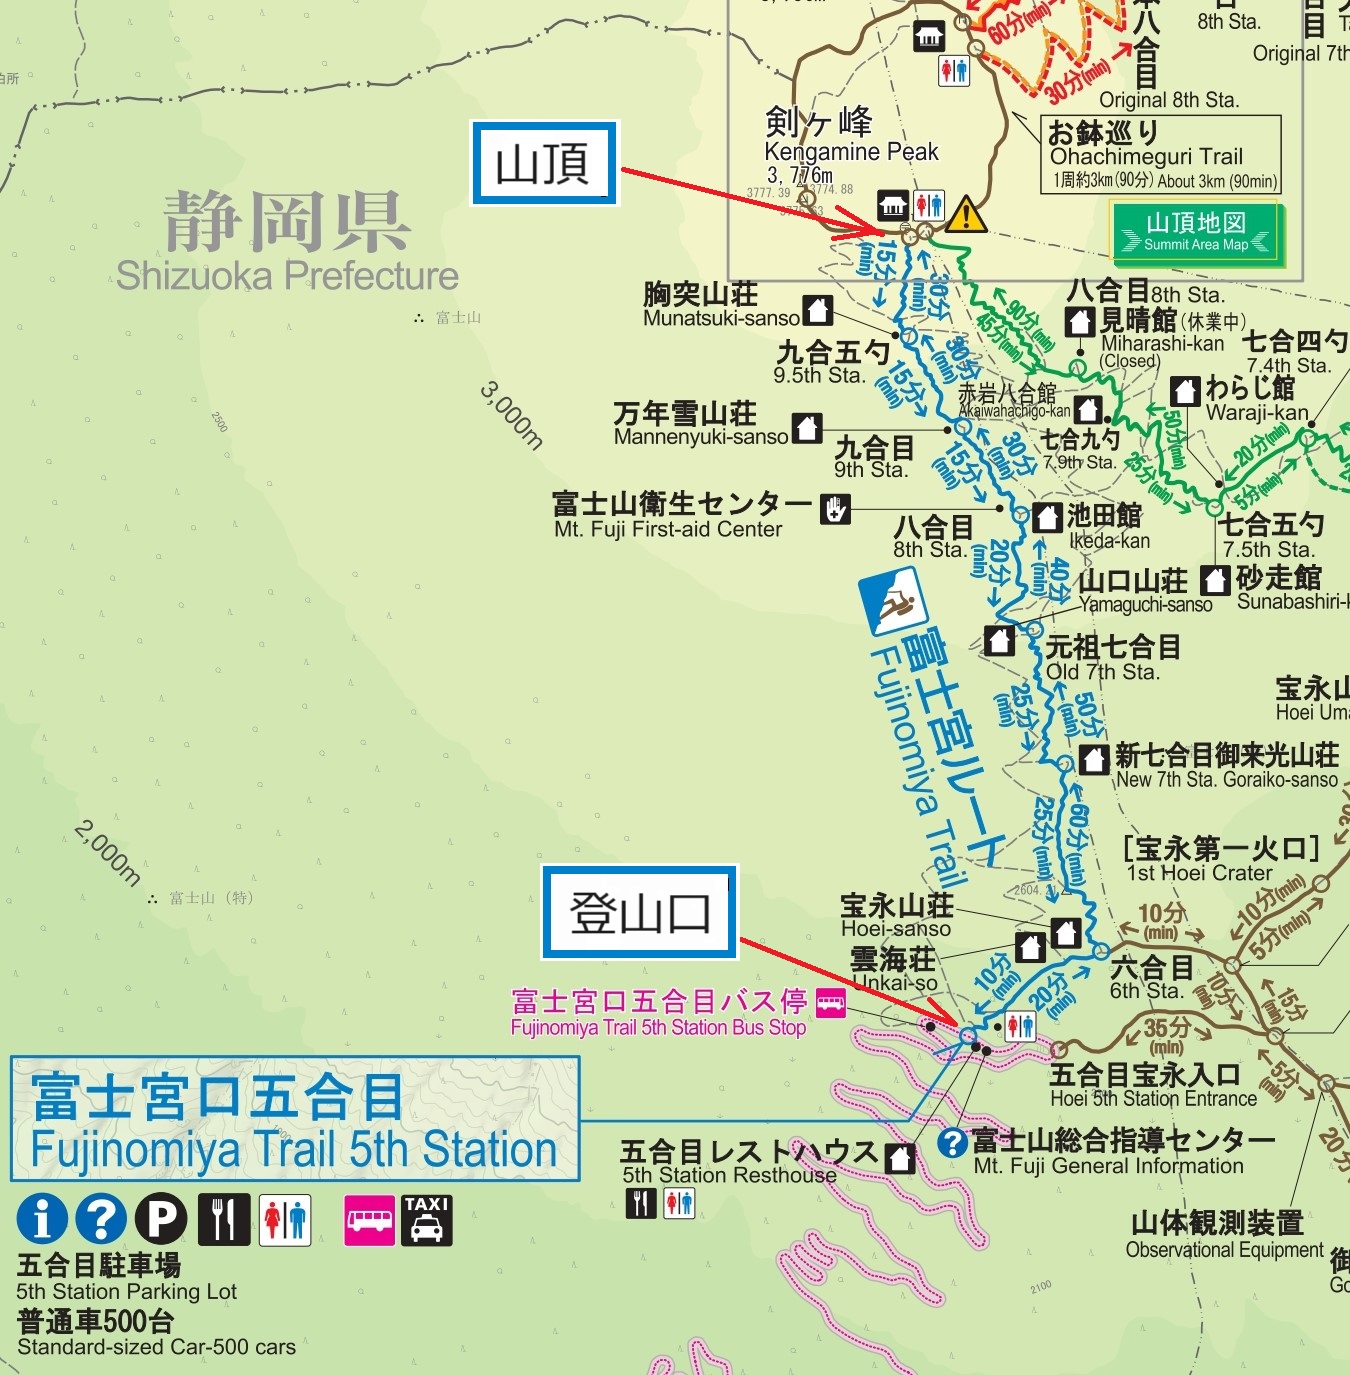 8th Sta.
60分(min)
本八合目
Original 8th Sta.
30分(min)
Original 7th
泊所
山頂
剣ヶ峰
Kengamine Peak
3,776m
3777.39
3774.88
お鉢巡り
Ohachimeguri Trail
1周約3km(90分) About 3km (90min)
山頂地図
Summit Area Map
静岡県
Shizuoka Prefecture
富士山
15分(min)
30分(min)
胸突山荘
Munatsuki-sanso
九合五勺
9.5th Sta.
15分(min)
30分(min)
90分(min)
45分(min)
八合目8th Sta.
見晴館(休業中)
Miharashi-kan
(Closed)
七合四勺
7.4th Sta.
わらじ館
Waraji-kan
赤岩八合館
Akaiwahachigo-kan
七合九勺
7.9th Sta.
50分(min)
25分(min)
20分(min)
5分(min)
七合五勺
7.5th Sta.
砂走館
Sunabashiri-k
3,000m
2500
万年雪山荘
Mannenyuki-sanso
九合目
9th Sta.
15分(min)
30分(min)
富士山衛生センター
Mt. Fuji First-aid Center
八合目
8th Sta.
池田館
Ikeda-kan
20分(min)
40分(min)
山口山荘
Yamaguchi-sanso
元祖七合目
Old 7th Sta.
富士宮ルート
Fujinomiya Trail
25分(min)
50分(min)
宝永山
Hoei Uma
新七合目御来光山荘
New 7th Sta. Goraiko-sanso
25分(min)
60分(min)
2,000m
富士山（特）
[宝永第一火口]
1st Hoei Crater
登山口
宝永山荘
Hoei-sanso
雲海荘
Unkai-so
10分(min)
20分(min)
六合目
6th Sta.
10分(min)
10分(min)
5分(min)
10分(min)
15分(min)
35分(min)
5分(min)
20分
富士宮口五合目バス停
Fujinomiya Trail 5th Station Bus Stop
五合目宝永入口
Hoei 5th Station Entrance
富士宮口五合目
Fujinomiya Trail 5th Station
五合目レストハウス
5th Station Resthouse
富士山総合指導センター
Mt. Fuji General Information
山体観測装置
Observational Equipment
御
Go
2100
i ? P
TAXI
五合目駐車場
5th Station Parking Lot
普通車500台
Standard-sized Car-500 cars